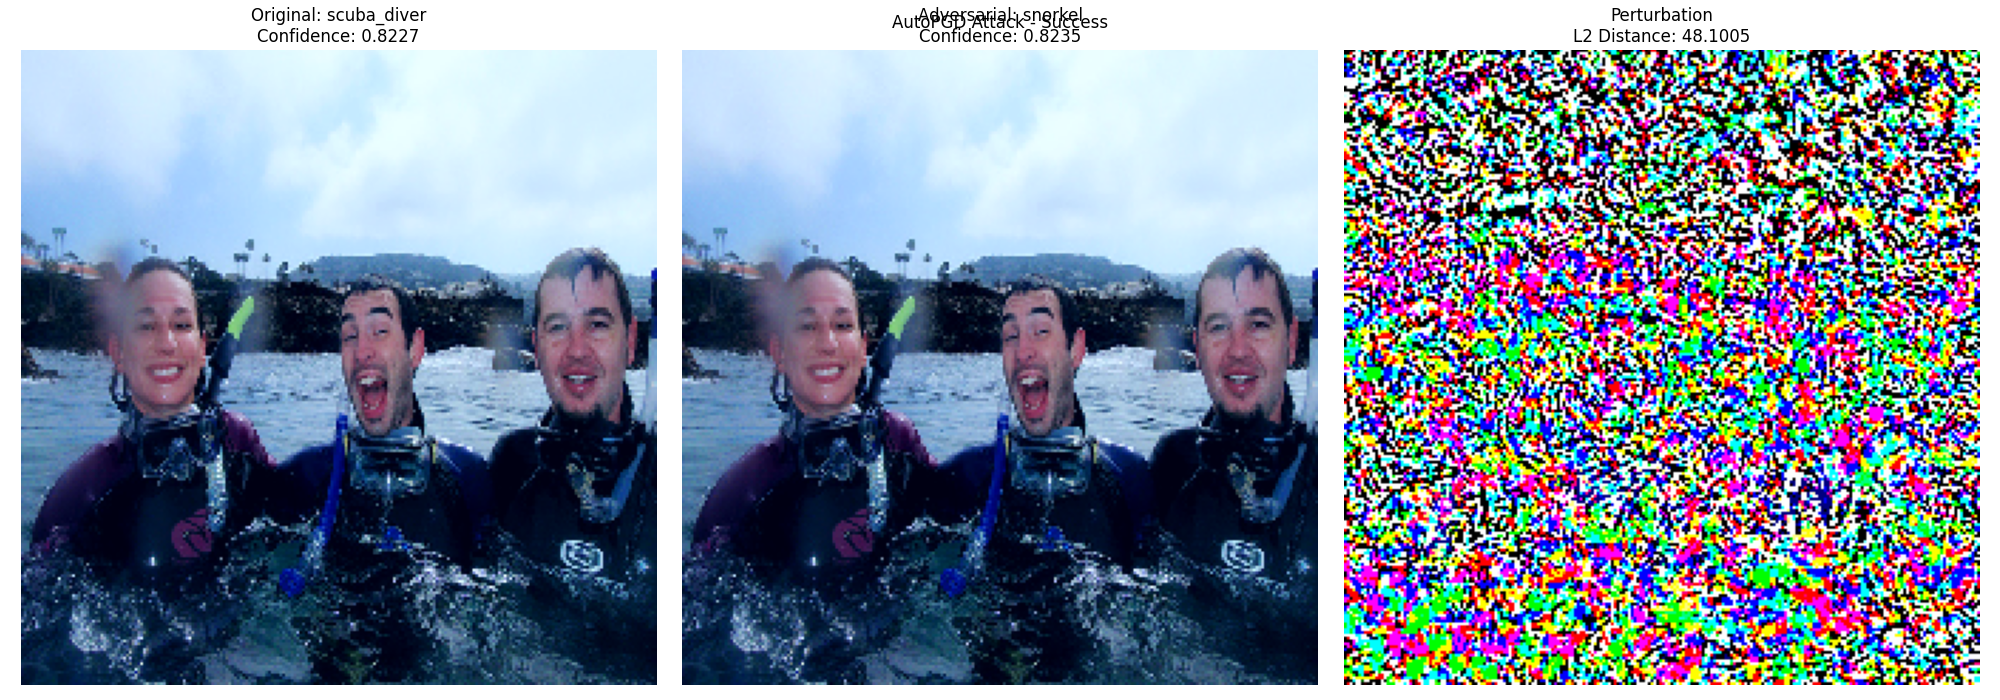 Original: scuba_diver
Confidence: 0.8227
Adversarial: snorkel
AutoPGD Attack - Success
Confidence: 0.8235
Perturbation
L2 Distance: 48.1005